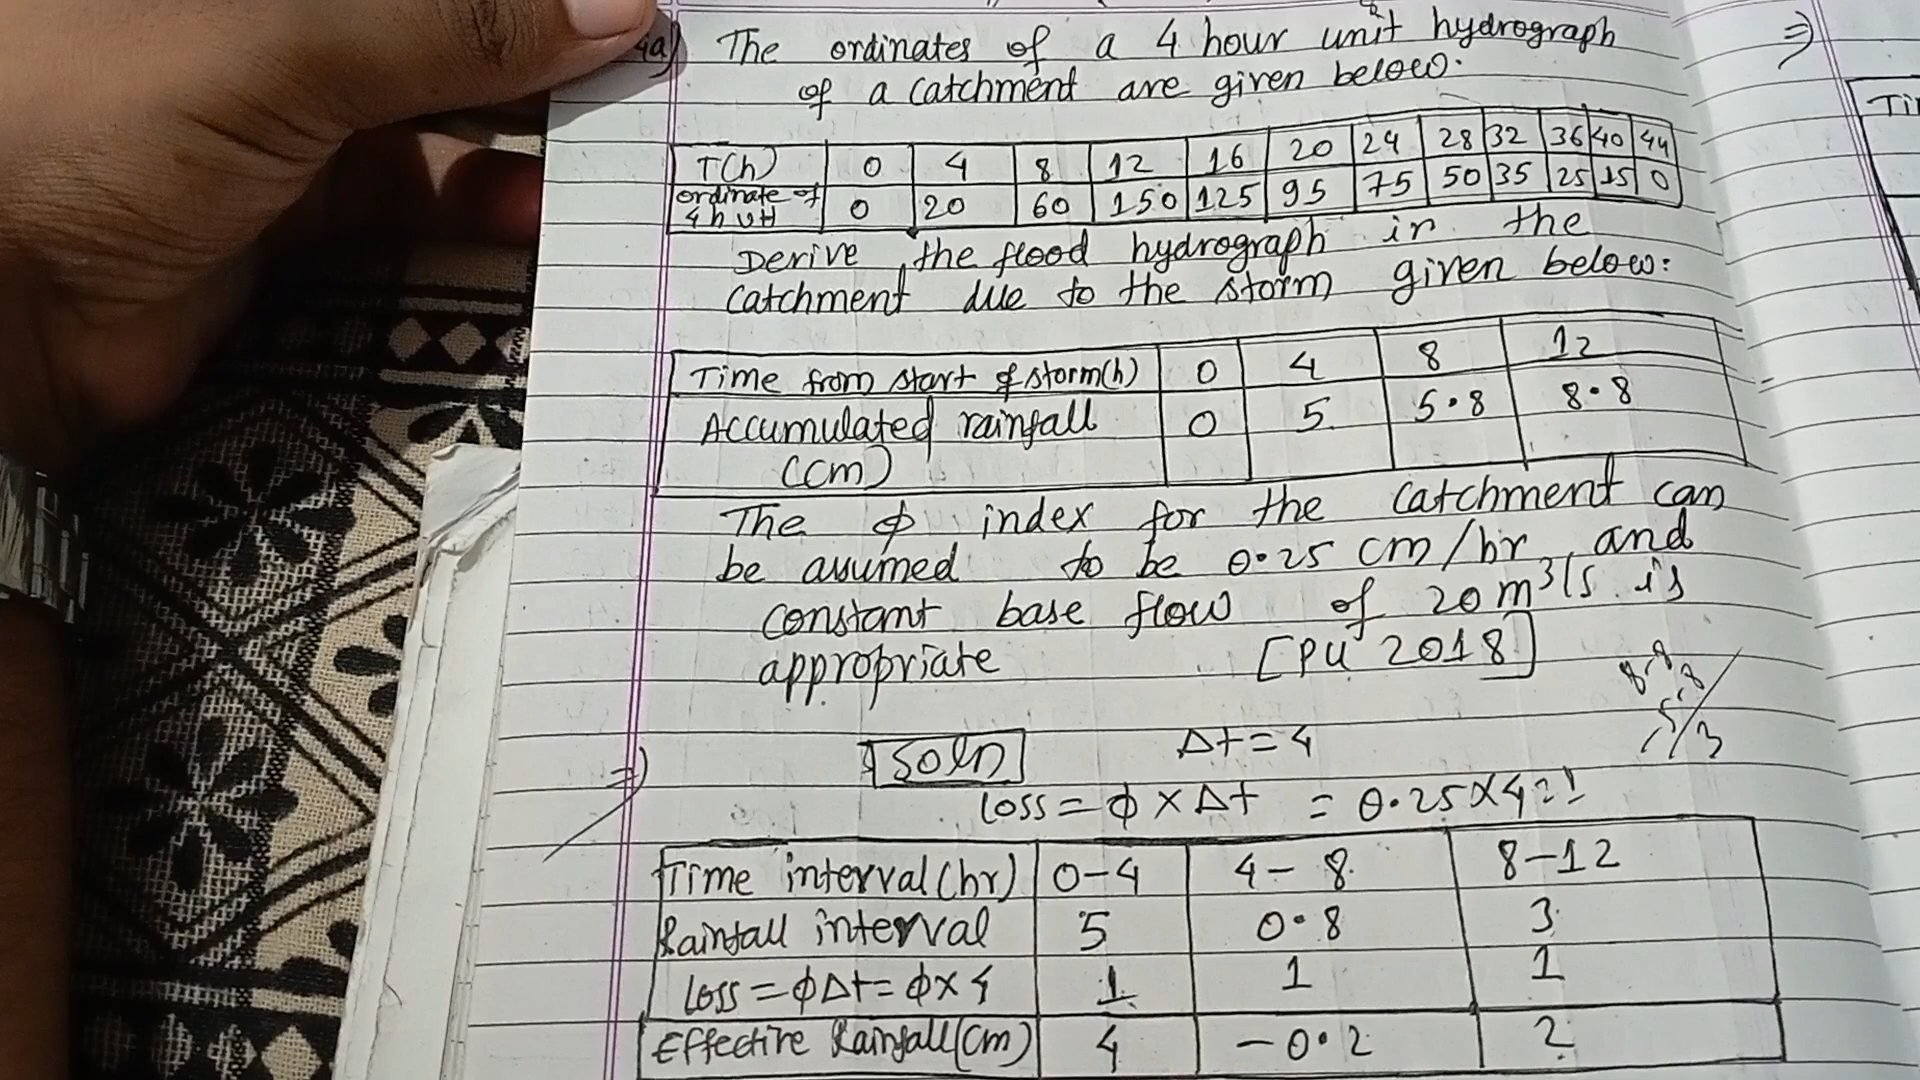 4a) The ordinates of a 4 hour unit hydrograph
of a catchment are given below.
T(h) 0 4 8 12 16 20 24 28 32 36 40 44
ordinate of 4 h UH 0 20 60 150 125 95 75 50 35 25 15 0
Derive the flood hydrograph in the
catchment due to the storm given below:
Time from start of storm(h) 0 4 8 12
Accumulated rainfall (cm) 0 5 5.8 8.8
The ϕ index for the catchment can
be assumed to be 0.25 cm/hr, and
constant base flow of 20 m³/s is
appropriate [PU 2018]
8.8
5.8
3
⇒) Soln Δt = 4
Loss = ϕ × Δt = 0.25 × 4 = 1
Time interval (hr) 0-4 4-8 8-12
Rainfall interval 5 0.8 3
Loss = ϕΔt = ϕ×4 1 1 1
Effective Rainfall (cm) 4 -0.2 2
⇒)